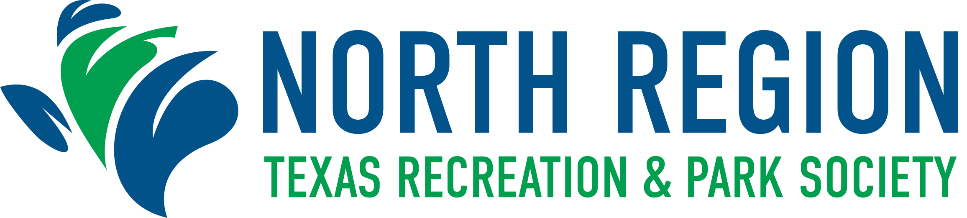 NORTH REGION
TEXAS RECREATION & PARK SOCIETY